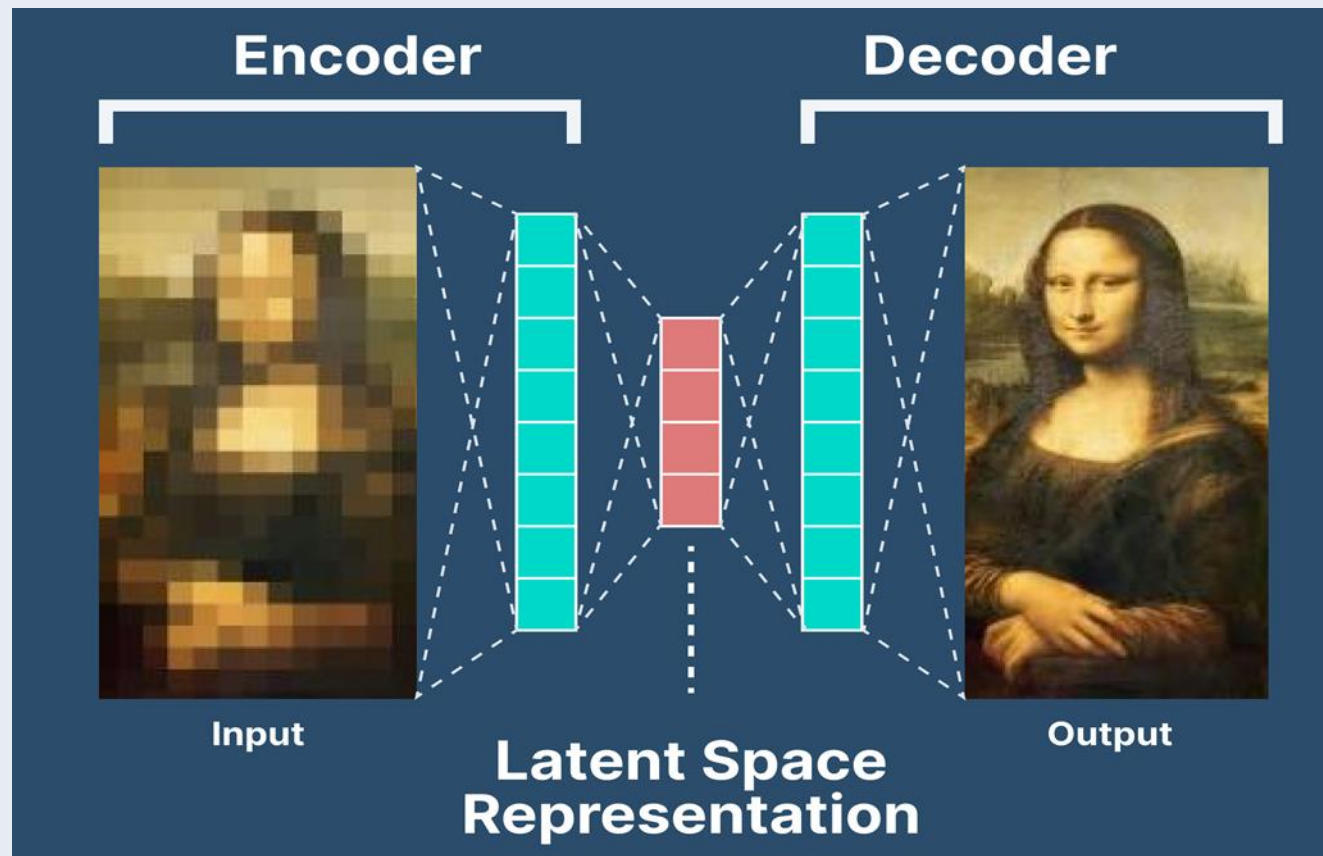 Encoder
Decoder
Input
Output
Latent Space
Representation